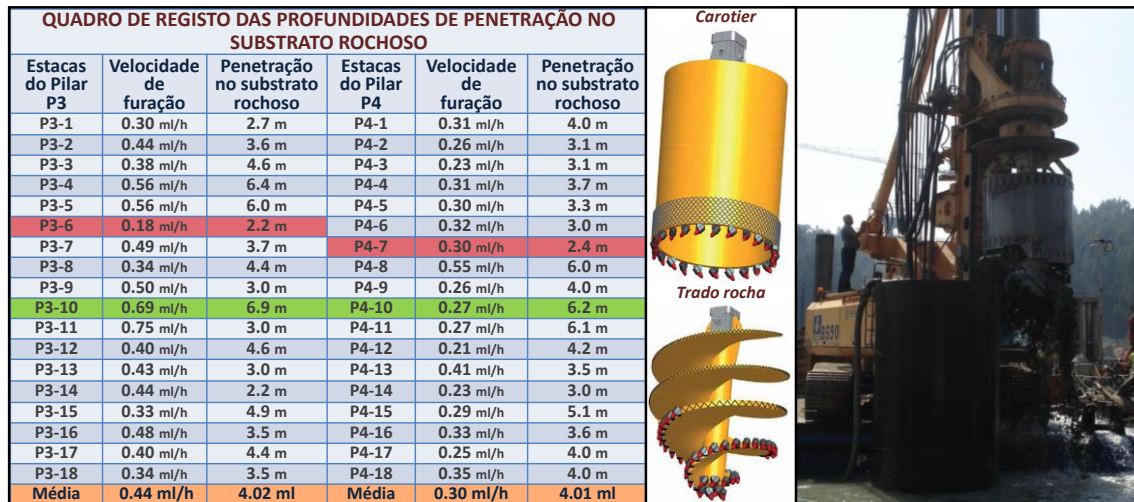 QUADRO DE REGISTO DAS PROFUNDIDADES DE PENETRAÇÃO NO
SUBSTRATO ROCHOSO
Estacas do Pilar P3 Velocidade de furação Penetração no substrato rochoso Estacas do Pilar P4 Velocidade de furação Penetração no substrato rochoso
P3-1 0.30 ml/h 2.7 m P4-1 0.31 ml/h 4.0 m
P3-2 0.44 ml/h 3.6 m P4-2 0.26 ml/h 3.1 m
P3-3 0.38 ml/h 4.6 m P4-3 0.23 ml/h 3.1 m
P3-4 0.56 ml/h 6.4 m P4-4 0.31 ml/h 3.7 m
P3-5 0.56 ml/h 6.0 m P4-5 0.30 ml/h 3.3 m
P3-6 0.18 ml/h 2.2 m P4-6 0.32 ml/h 3.0 m
P3-7 0.49 ml/h 3.7 m P4-7 0.30 ml/h 2.4 m
P3-8 0.34 ml/h 4.4 m P4-8 0.55 ml/h 6.0 m
P3-9 0.50 ml/h 3.0 m P4-9 0.26 ml/h 4.0 m
P3-10 0.69 ml/h 6.9 m P4-10 0.27 ml/h 6.2 m
P3-11 0.75 ml/h 3.0 m P4-11 0.27 ml/h 6.1 m
P3-12 0.40 ml/h 4.6 m P4-12 0.21 ml/h 4.2 m
P3-13 0.43 ml/h 3.0 m P4-13 0.41 ml/h 3.5 m
P3-14 0.44 ml/h 2.2 m P4-14 0.23 ml/h 3.0 m
P3-15 0.33 ml/h 4.9 m P4-15 0.29 ml/h 5.1 m
P3-16 0.48 ml/h 3.5 m P4-16 0.33 ml/h 3.6 m
P3-17 0.40 ml/h 4.4 m P4-17 0.25 ml/h 4.0 m
P3-18 0.34 ml/h 3.5 m P4-18 0.35 ml/h 4.0 m
Média 0.44 ml/h 4.02 ml Média 0.30 ml/h 4.01 ml
Carotier
Trado rocha
BS90